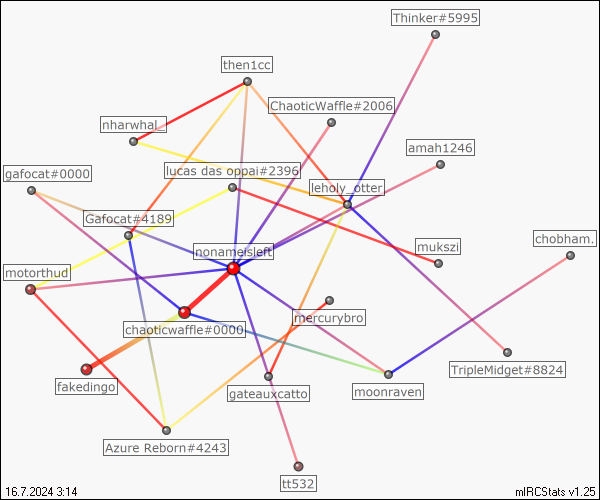 Thinker#5995
then1cc
ChaoticWaffle#2006
nharwhal_
amah1246
gafocat#0000
lucas das oppai#2396
leholy_otter
Gafocat#4189
chobham.
nonameisleft
mukszi
motorthud
mercurybro
chaoticwaffle#0000
TripleMidget#8824
fakedingo
gateauxcatto
moonraven
Azure Reborn#4243
tt532
16.7.2024 3:14
mIRCStats v1.25